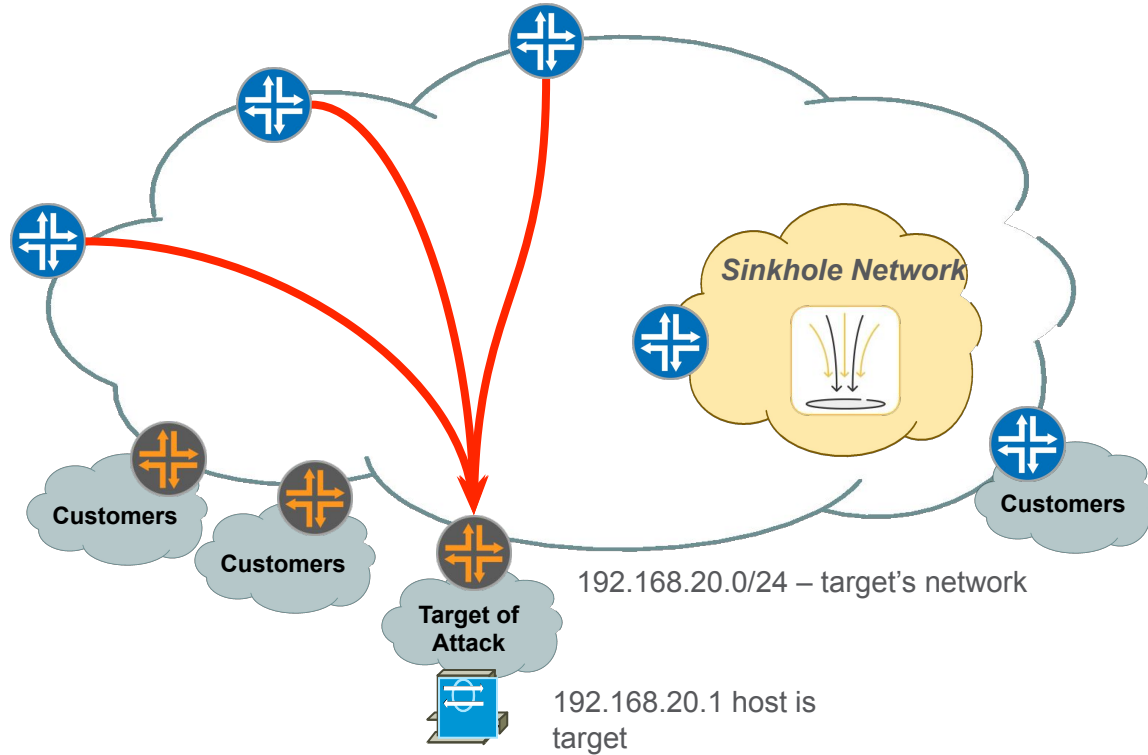 Sinkhole Network
Customers
Customers
Customers
192.168.20.0/24 – target’s network
Target of
Attack
192.168.20.1 host is
target